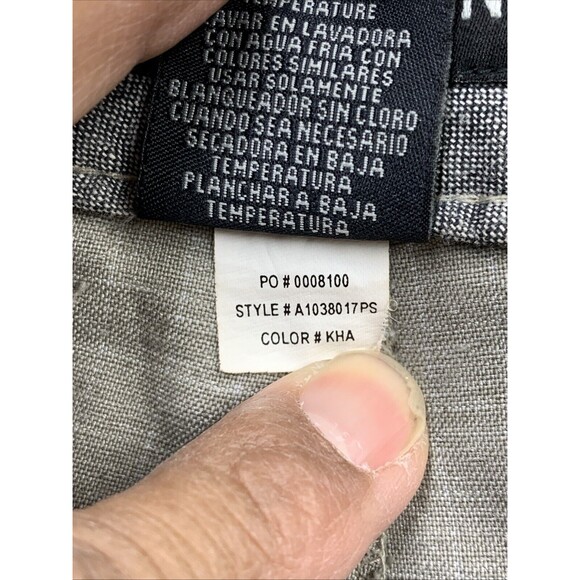 TEMPERATURE
LAVAR EN LAVADORA
CON AGUA FRIA CON
COLORES SIMILARES
USAR SOLAMENTE
BLANQUEADOR SIN CLORO
CUANDO SEA NECESARIO
SECADORA EN BAJA
TEMPERATURA
PLANCHAR A BAJA
TEMPERATURA
PO # 0008100
STYLE # A1038017PS
COLOR # KHA